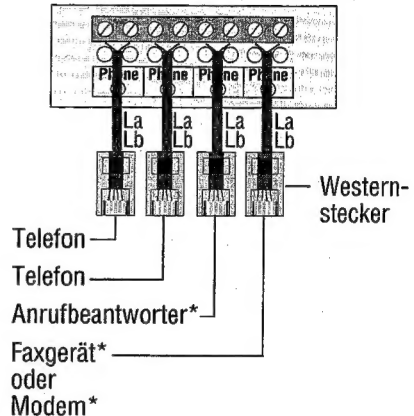 Phone Phone Phone Phone
La La La La
Lb Lb Lb Lb
Western-
stecker
Telefon
Telefon
Anrufbeantworter*
Faxgerät*
oder
Modem*